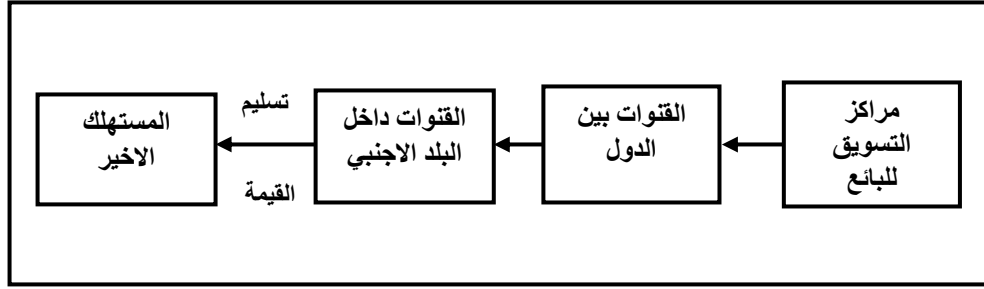 مراكز
التسويق
للبائع
القنوات بين
الدول
القنوات داخل
البلد الاجنبي
تسليم
القيمة
المستهلك
الاخير